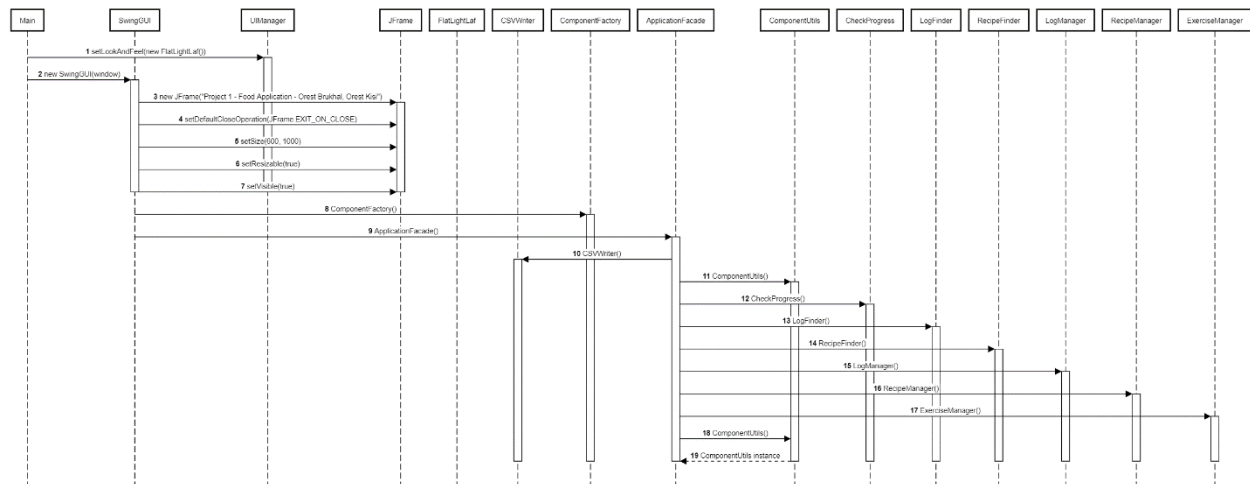 Main
SwingGUI
UIManager
JFrame
FlatLightLaf
CSVWriter
ComponentFactory
ApplicationFacade
ComponentUtils
CheckProgress
LogFinder
RecipeFinder
LogManager
RecipeManager
ExerciseManager
1 setLookAndFeel(new FlatLightLaf())
2 new SwingGUI(window)
3 new JFrame("Project 1 - Food Application - Orest Brukhal, Orest Kisi")
4 setDefaultCloseOperation(JFrame.EXIT_ON_CLOSE)
5 setSize(600, 1000)
6 setResizable(true)
7 setVisible(true)
8 ComponentFactory()
9 ApplicationFacade()
10 CSVWriter()
11 ComponentUtils()
12 CheckProgress()
13 LogFinder()
14 RecipeFinder()
15 LogManager()
16 RecipeManager()
17 ExerciseManager()
18 ComponentUtils()
19 ComponentUtils instance